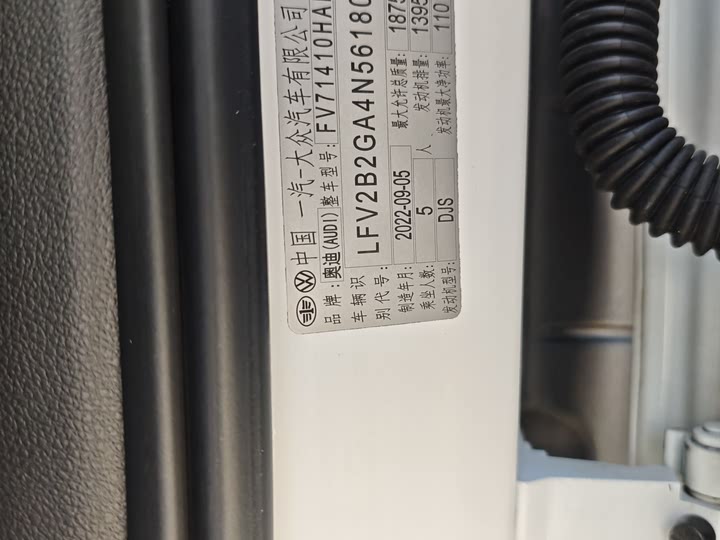 中国 一汽-大众汽车有限公司
品牌:奥迪(AUDI) 整车型号: FV71410HA
车辆识别代号: LFV2B2GA4N5618
制造年月: 2022-09-05 最大允许总质量: 1875
乘坐人数: 5 人 发动机排量: 1395
发动机型号: DJS 发动机最大净功率: 110